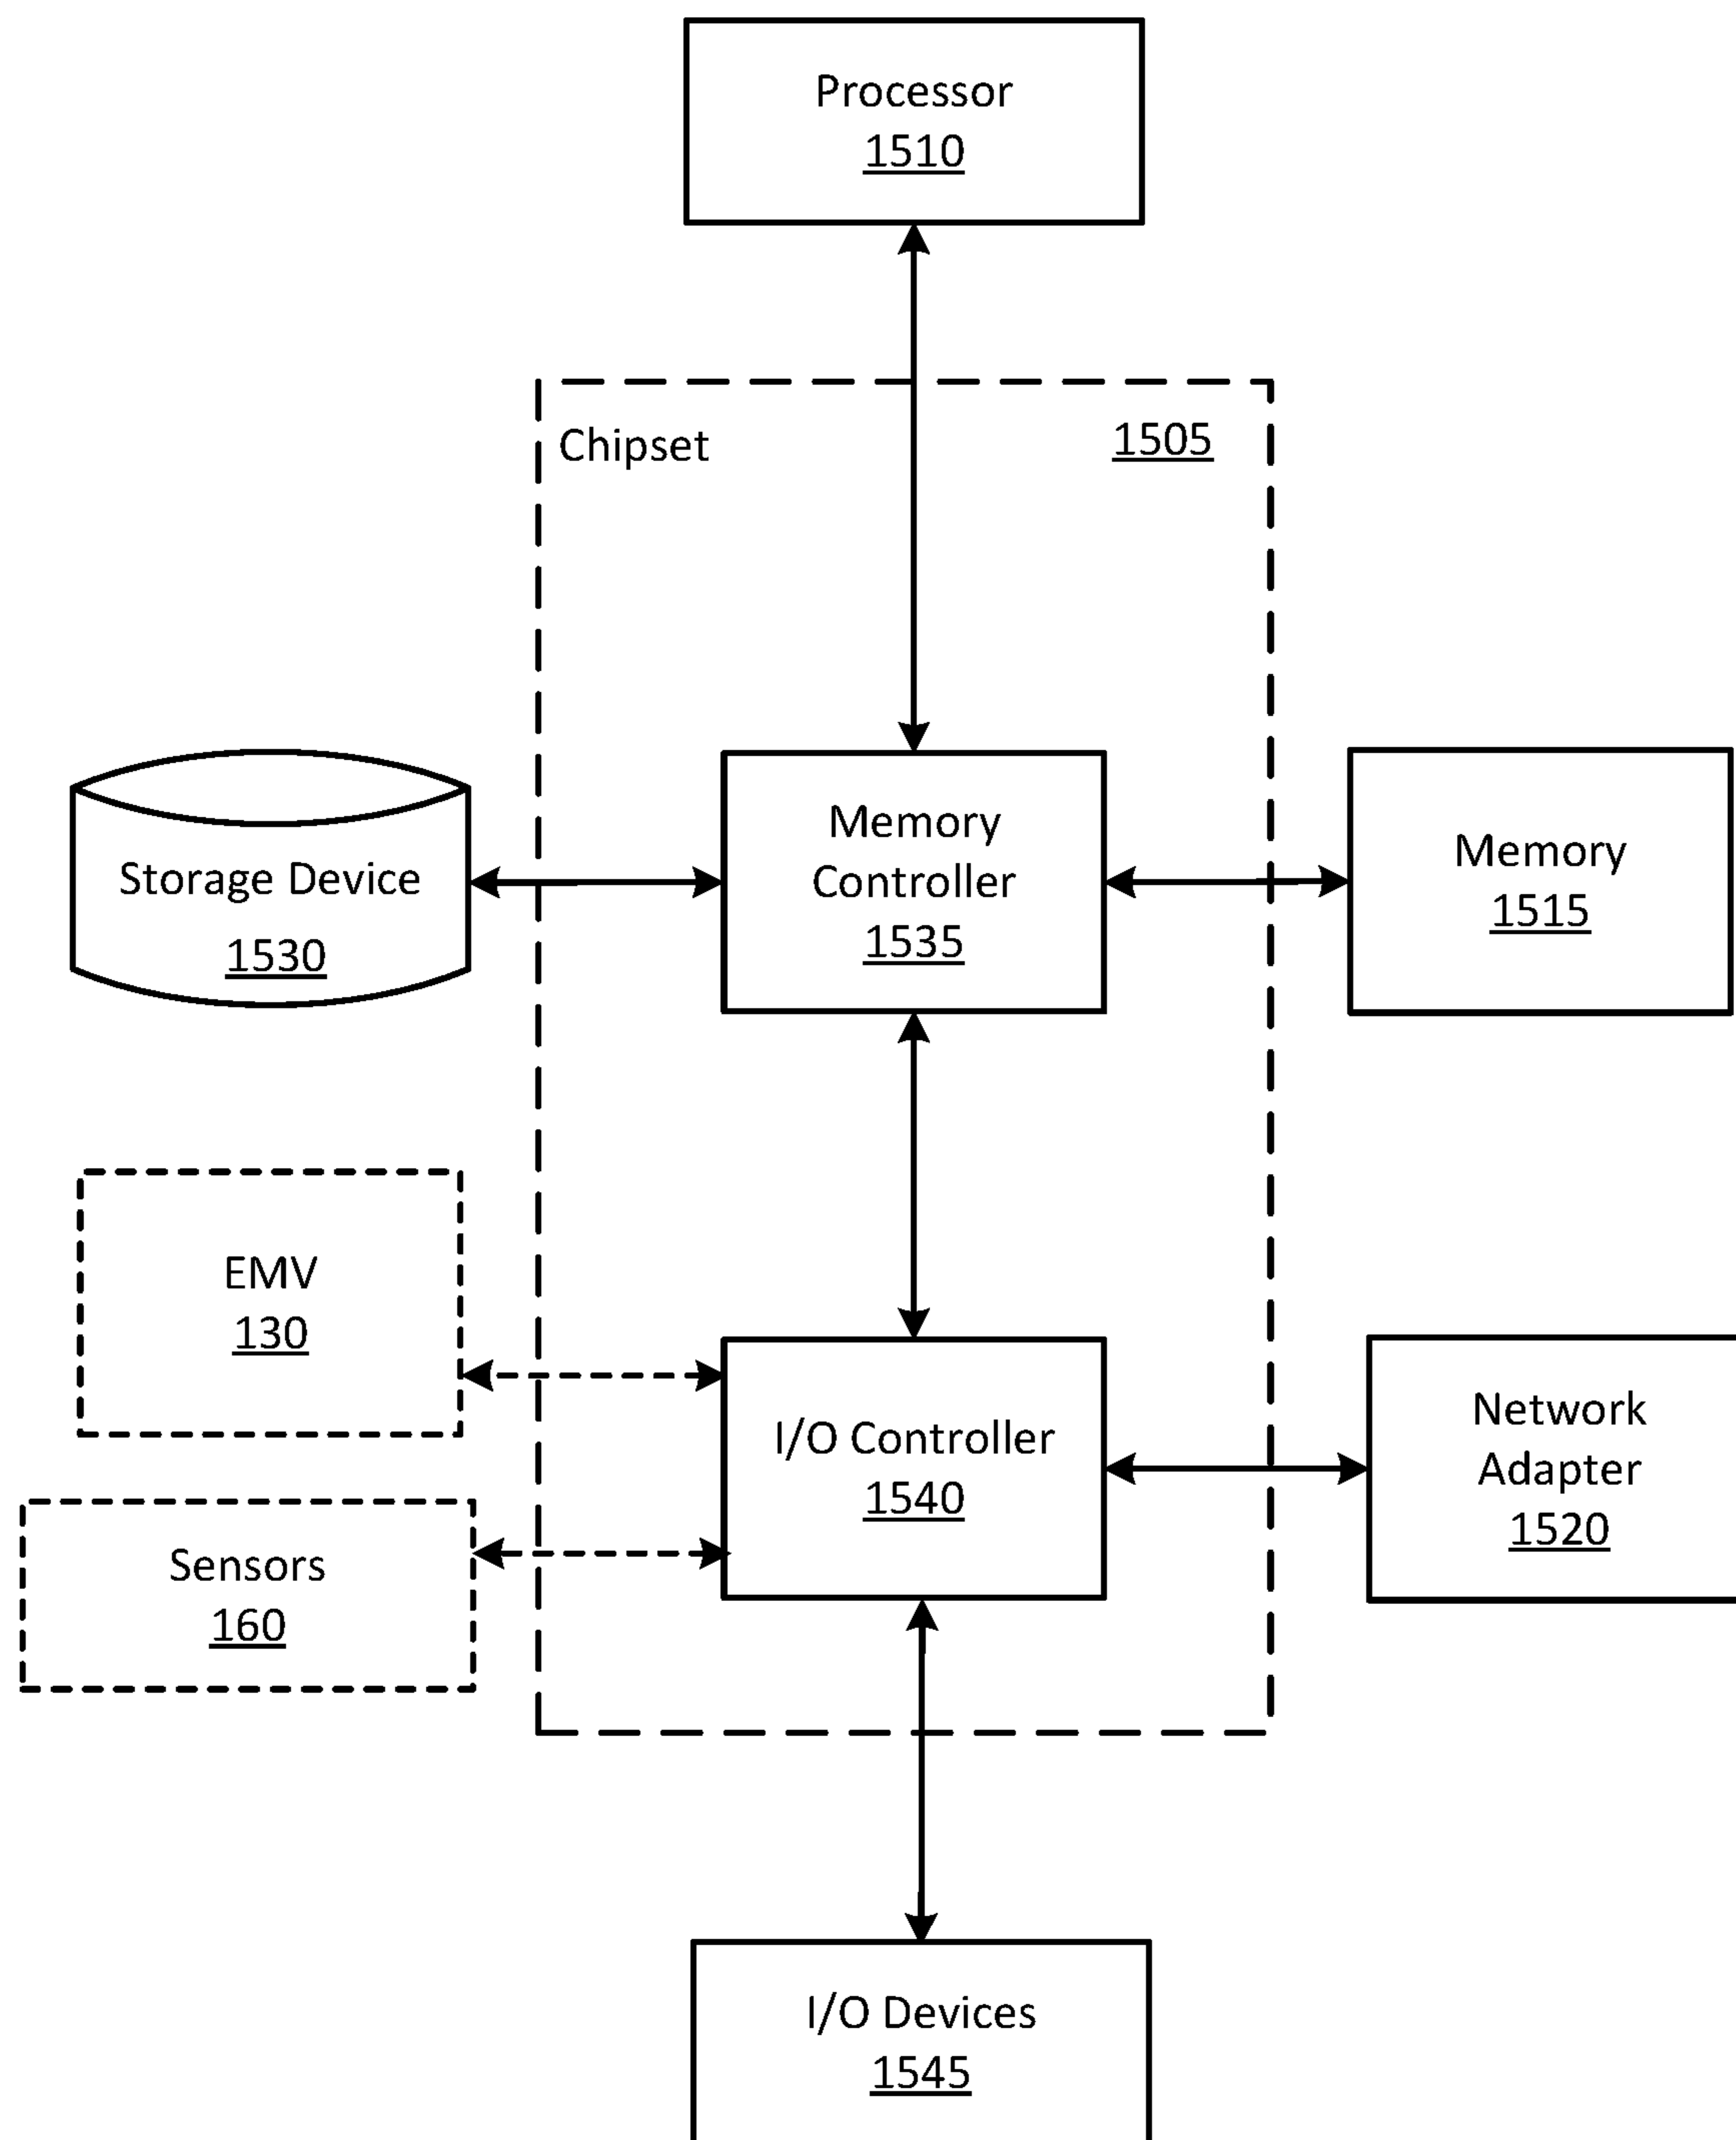 Processor
1510
Chipset
1505
Storage Device
1530
Memory
Controller
1535
Memory
1515
EMV
130
I/O Controller
1540
Network
Adapter
1520
Sensors
160
I/O Devices
1545